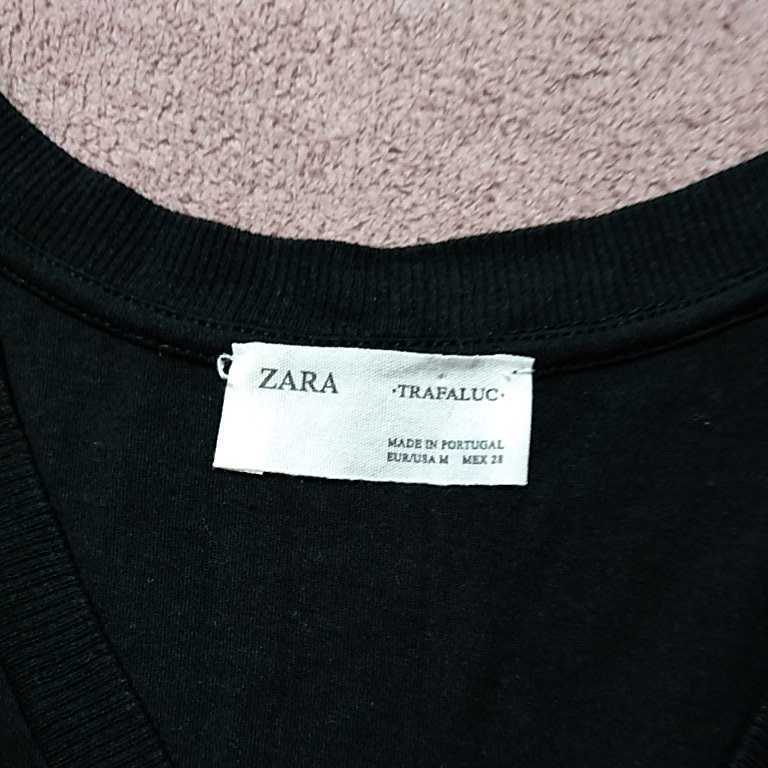 ZARA ·TRAFALUC·
MADE IN PORTUGAL
EUR/USA M MEX 28